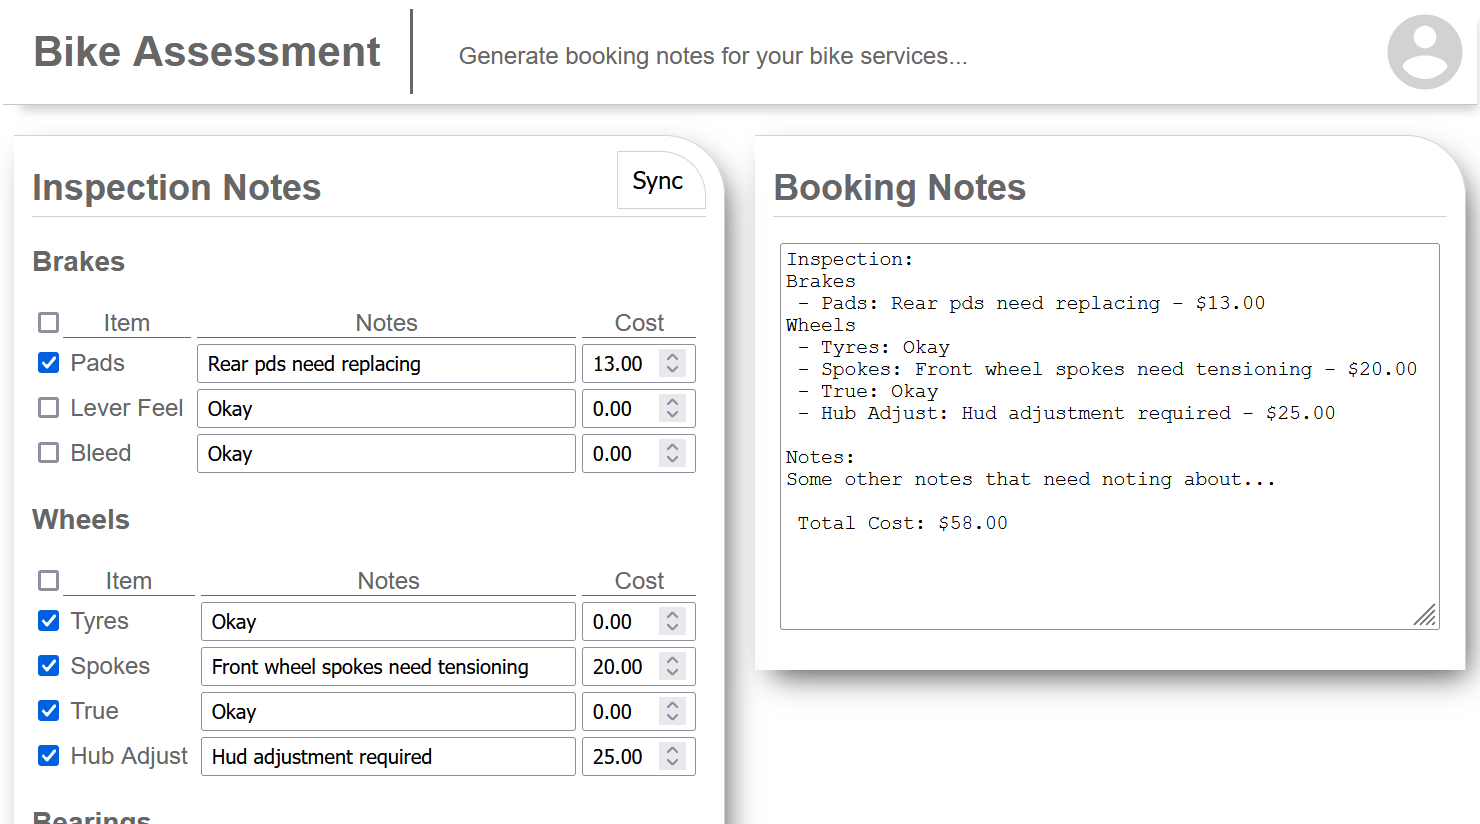 Bike Assessment
Generate booking notes for your bike services...
Inspection Notes
Sync
Brakes
Item Notes Cost
Pads Rear pds need replacing 13.00
Lever Feel Okay 0.00
Bleed Okay 0.00
Wheels
Item Notes Cost
Tyres Okay 0.00
Spokes Front wheel spokes need tensioning 20.00
True Okay 0.00
Hub Adjust Hud adjustment required 25.00
Bearings
Booking Notes
Inspection:
Brakes
- Pads: Rear pds need replacing - $13.00
Wheels
- Tyres: Okay
- Spokes: Front wheel spokes need tensioning - $20.00
- True: Okay
- Hub Adjust: Hud adjustment required - $25.00
Notes:
Some other notes that need noting about...
Total Cost: $58.00